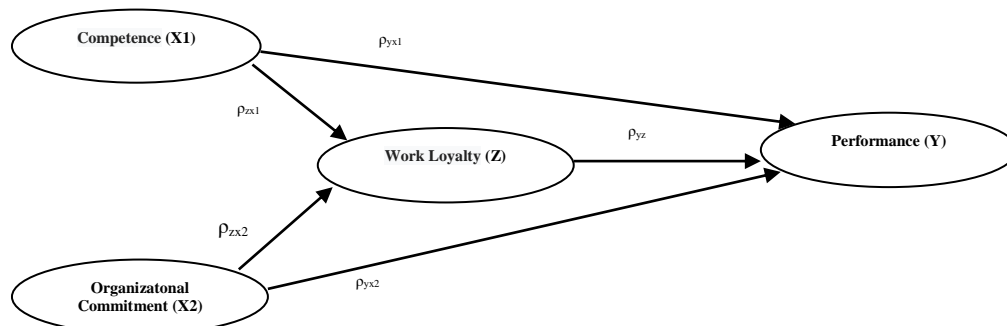 Competence (X1)
ρyx1
ρzx1
ρyz
Performance (Y)
Work Loyalty (Z)
ρzx2
ρyx2
Organizatonal
Commitment (X2)